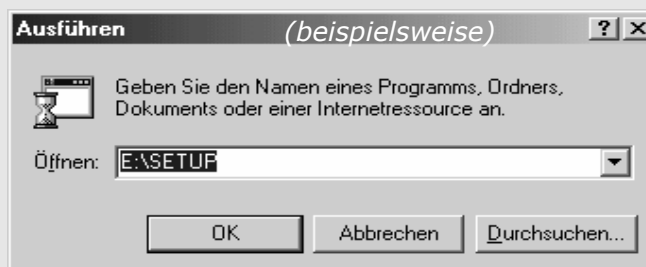 Ausführen (beispielsweise) ? X
Geben Sie den Namen eines Programms, Ordners,
Dokuments oder einer Internetressource an.
Öffnen: E:\SETUP
OK Abbrechen Durchsuchen...